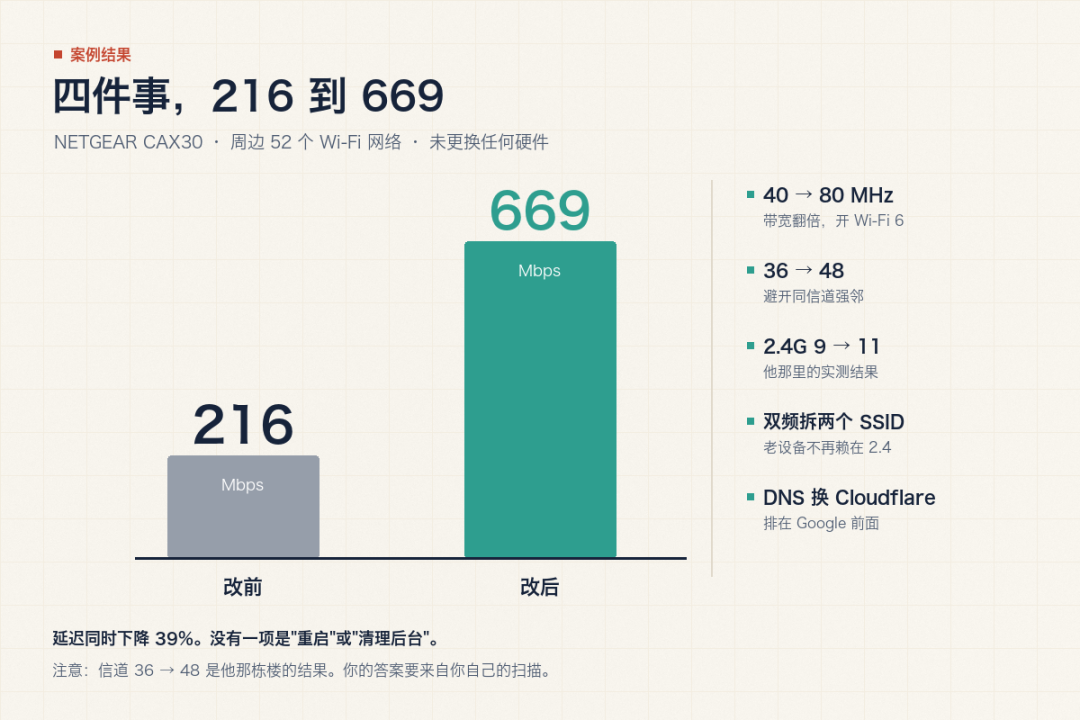 案例结果
四件事，216 到 669
NETGEAR CAX30 · 周边 52 个 Wi-Fi 网络 · 未更换任何硬件
669
Mbps
216
Mbps
改前
改后
40 → 80 MHz
带宽翻倍，开 Wi-Fi 6
36 → 48
避开同信道强邻
2.4G 9 → 11
他那里的实测结果
双频拆两个 SSID
老设备不再赖在 2.4
DNS 换 Cloudflare
排在 Google 前面
延迟同时下降 39%。没有一项是"重启"或"清理后台"。
注意：信道 36 → 48 是他那栋楼的结果。你的答案要来自你自己的扫描。